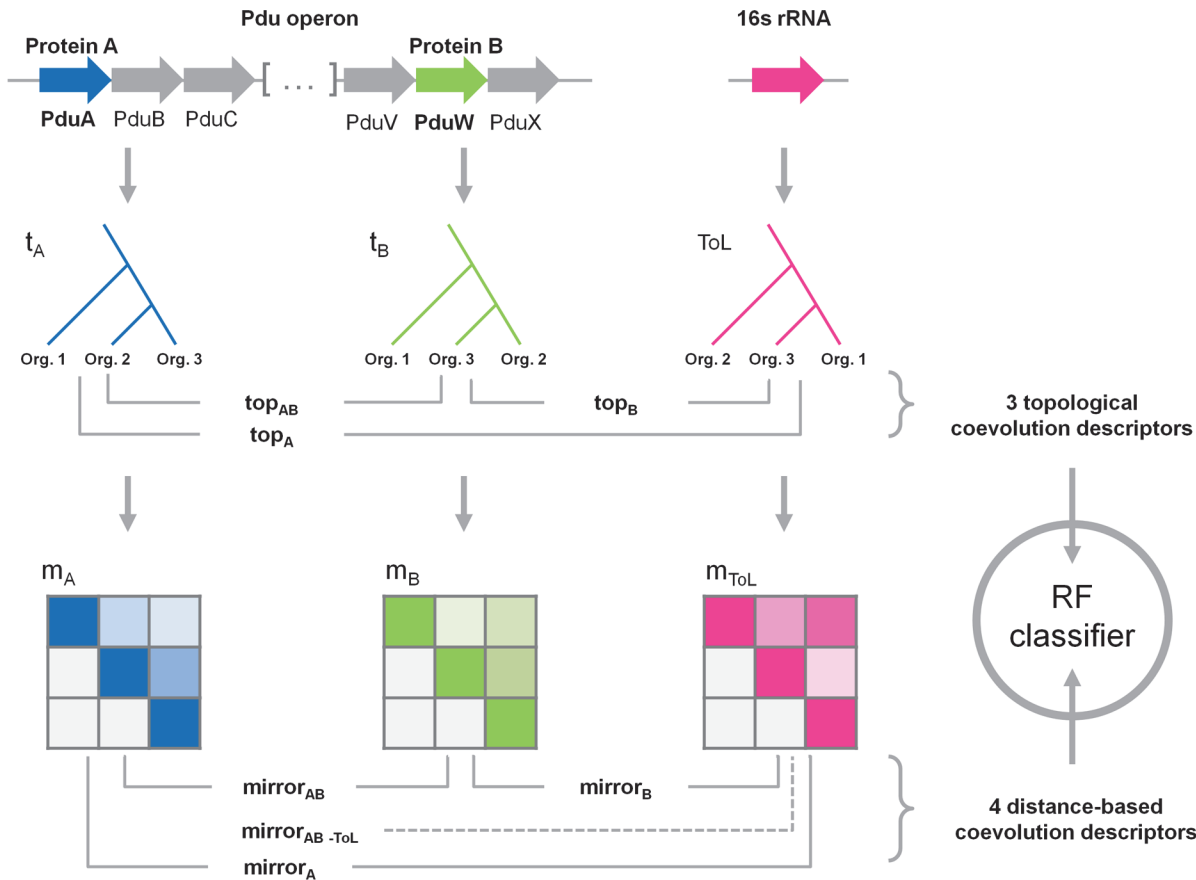 Pdu operon
16s rRNA
Protein A
Protein B
[ ... ]
PduA PduB PduC
PduV PduW PduX
tA
tB
ToL
Org. 1 Org. 2 Org. 3
Org. 1 Org. 3 Org. 2
Org. 2 Org. 3 Org. 1
topAB
topB
topA
3 topological
coevolution descriptors
mA
mB
mToL
RF
classifier
mirrorAB
mirrorB
mirrorAB -ToL
mirrorA
4 distance-based
coevolution descriptors